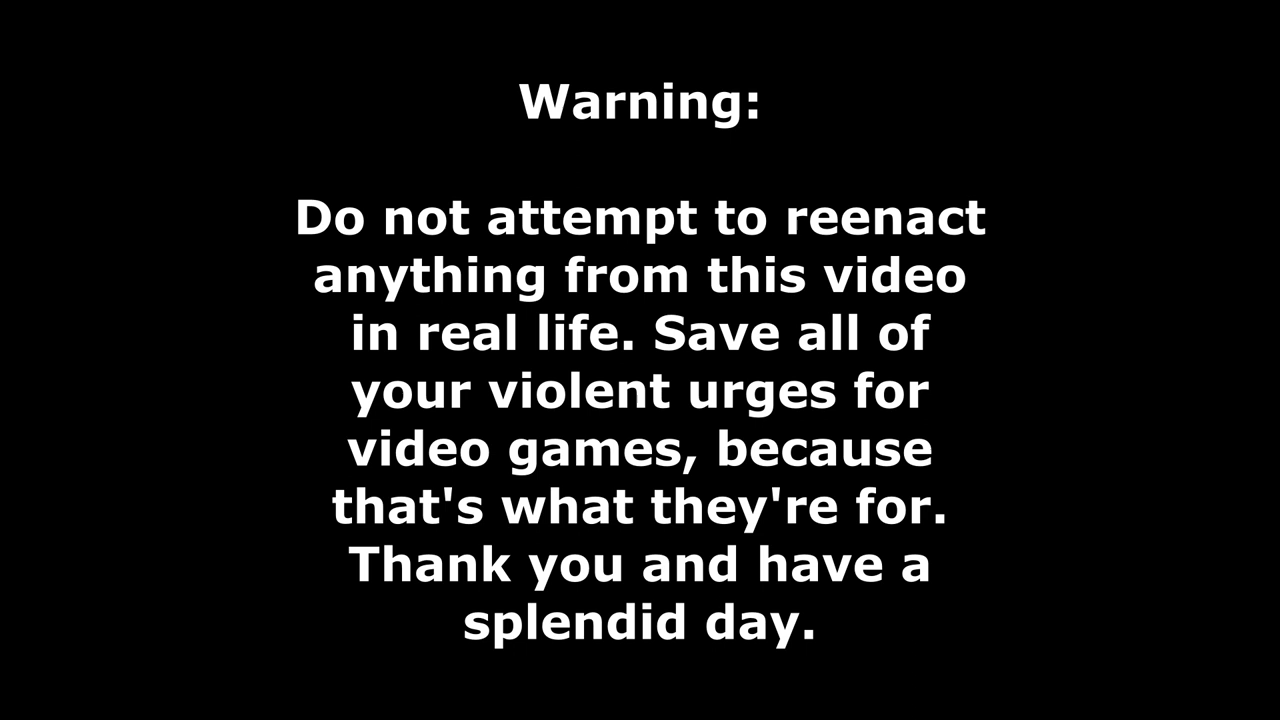 Warning:
Do not attempt to reenact
anything from this video
in real life. Save all of
your violent urges for
video games, because
that's what they're for.
Thank you and have a
splendid day.